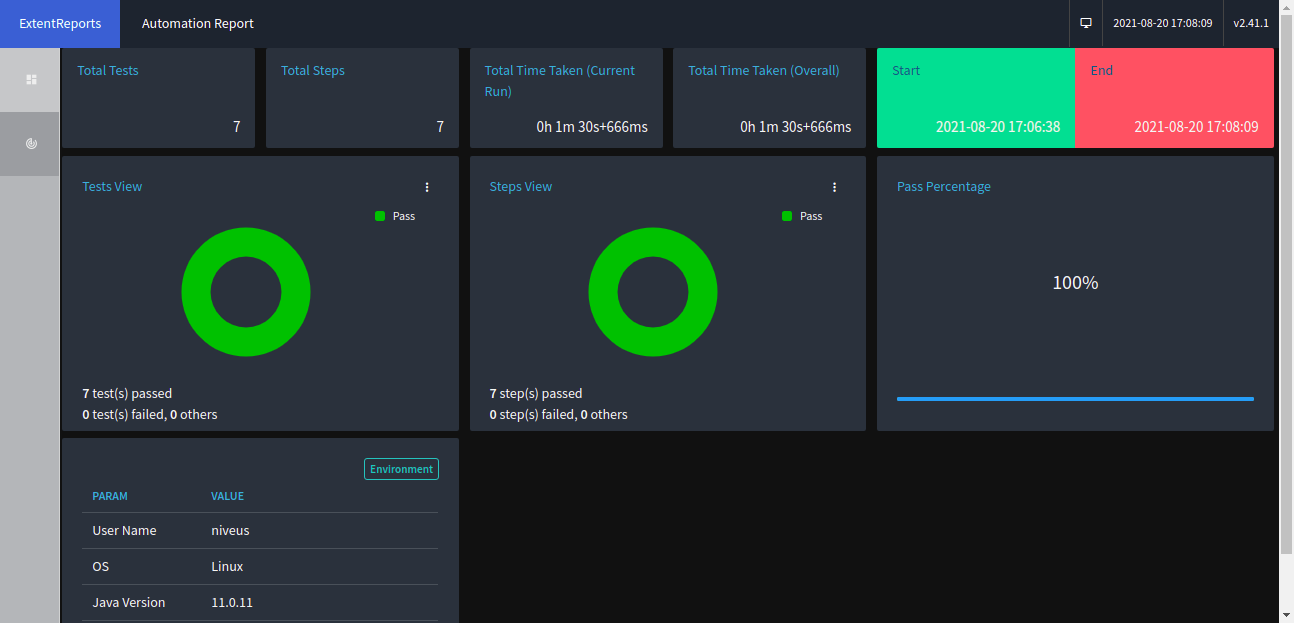 ExtentReports
Automation Report
2021-08-20 17:08:09
v2.41.1
Total Tests
7
Total Steps
7
Total Time Taken (Current
Run)
0h 1m 30s+666ms
Total Time Taken (Overall)
0h 1m 30s+666ms
Start
2021-08-20 17:06:38
End
2021-08-20 17:08:09
Tests View
Pass
7 test(s) passed
0 test(s) failed, 0 others
Steps View
Pass
7 step(s) passed
0 step(s) failed, 0 others
Pass Percentage
100%
Environment
PARAM VALUE
User Name niveus
OS Linux
Java Version 11.0.11